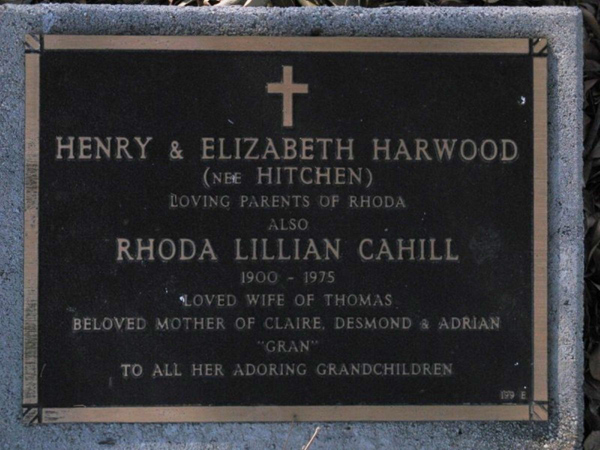 HENRY & ELIZABETH HARWOOD
(NEE HITCHEN)
LOVING PARENTS OF RHODA
ALSO
RHODA LILLIAN CAHILL
1900 - 1975
LOVED WIFE OF THOMAS
BELOVED MOTHER OF CLAIRE, DESMOND & ADRIAN
"GRAN"
TO ALL HER ADORING GRANDCHILDREN